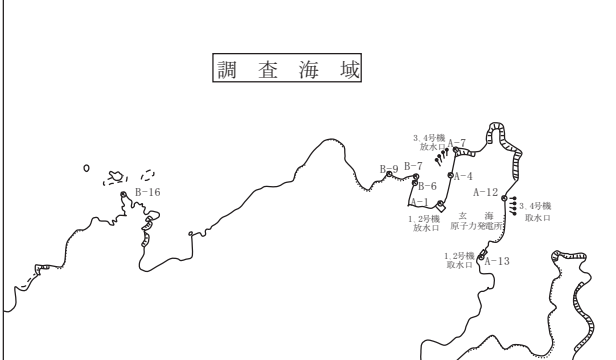 調査海域
3.4号機
放水口
A-7
B-9
B-7
B-6
A-4
B-16
A-1
A-12
1.2号機
放水口
玄海
原子力発電所
3.4号機
取水口
1.2号機
取水口
A-13